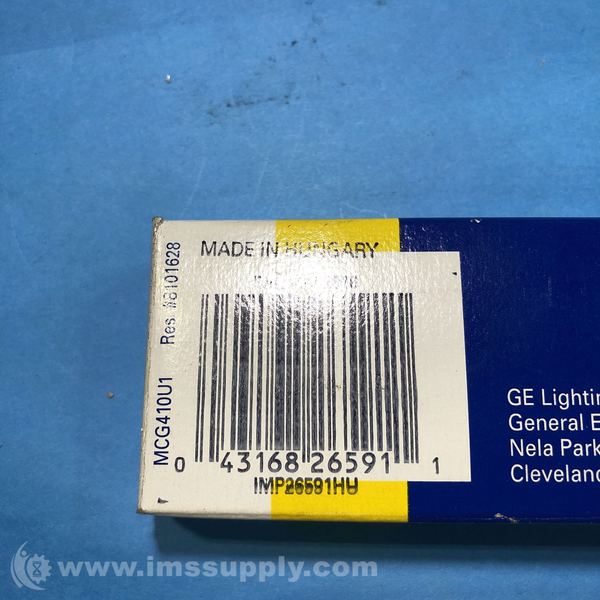 MADE IN HUNGARY
Res #8101628
MCG410U1
0 43168 26591 1
IMP26591HU
GE Lightin
General E
Nela Park
Cleveland
www.imssupply.com